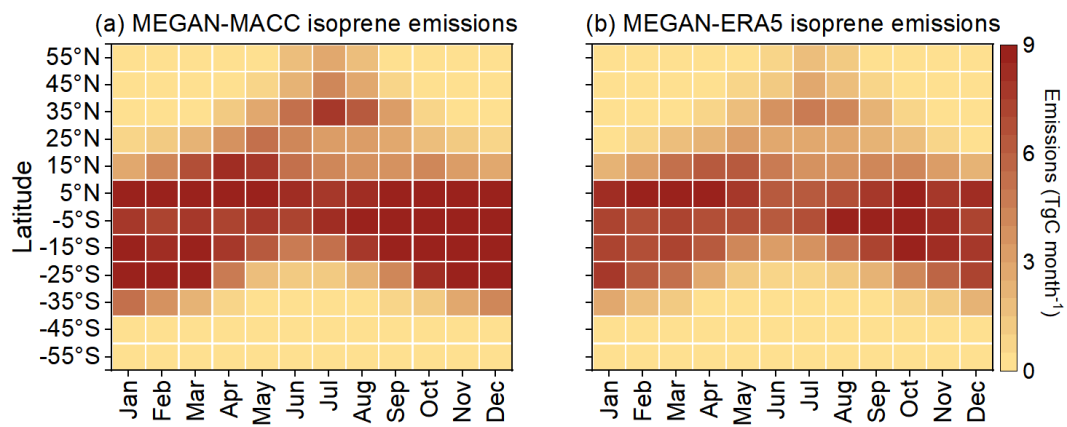 (a) MEGAN-MACC isoprene emissions
(b) MEGAN-ERA5 isoprene emissions
Latitude
55°N
45°N
35°N
25°N
15°N
5°N
-5°S
-15°S
-25°S
-35°S
-45°S
-55°S
Jan Feb Mar Apr May Jun Jul Aug Sep Oct Nov Dec
Jan Feb Mar Apr May Jun Jul Aug Sep Oct Nov Dec
9
6
3
0
Emissions (TgC month⁻¹)